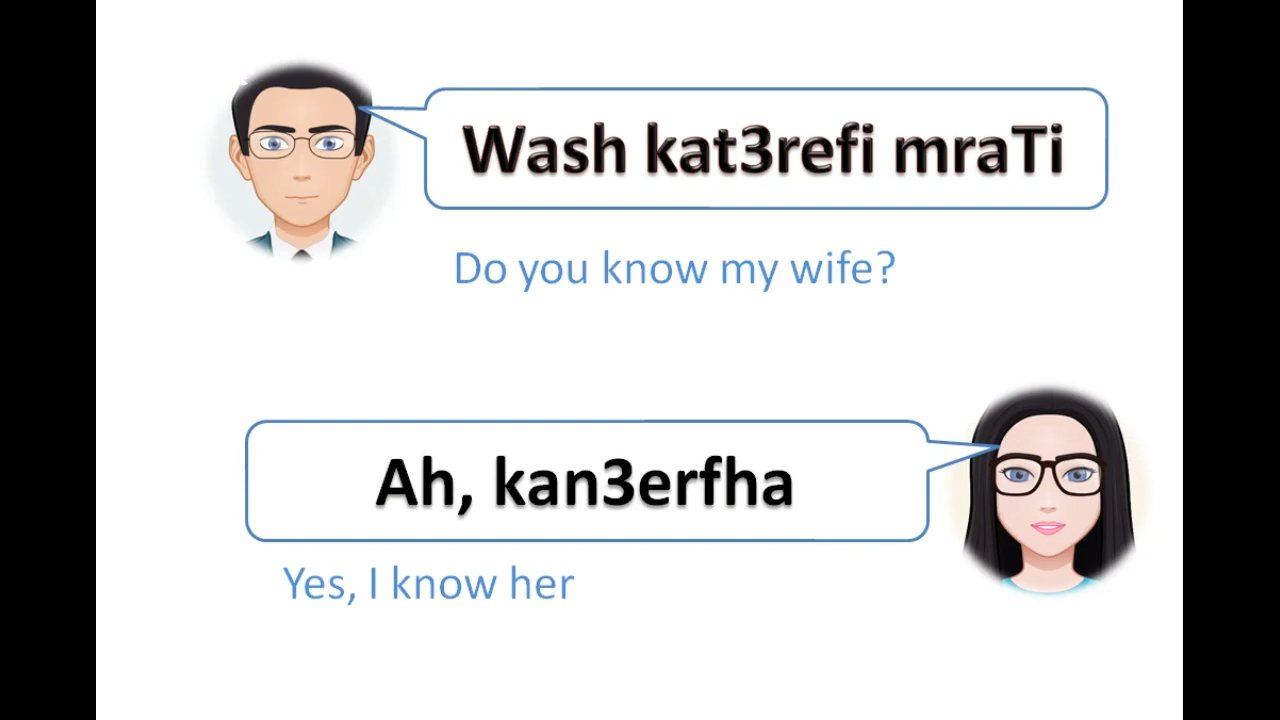 Wash kat3refi mraTi
Do you know my wife?
Ah, kan3erfha
Yes, I know her